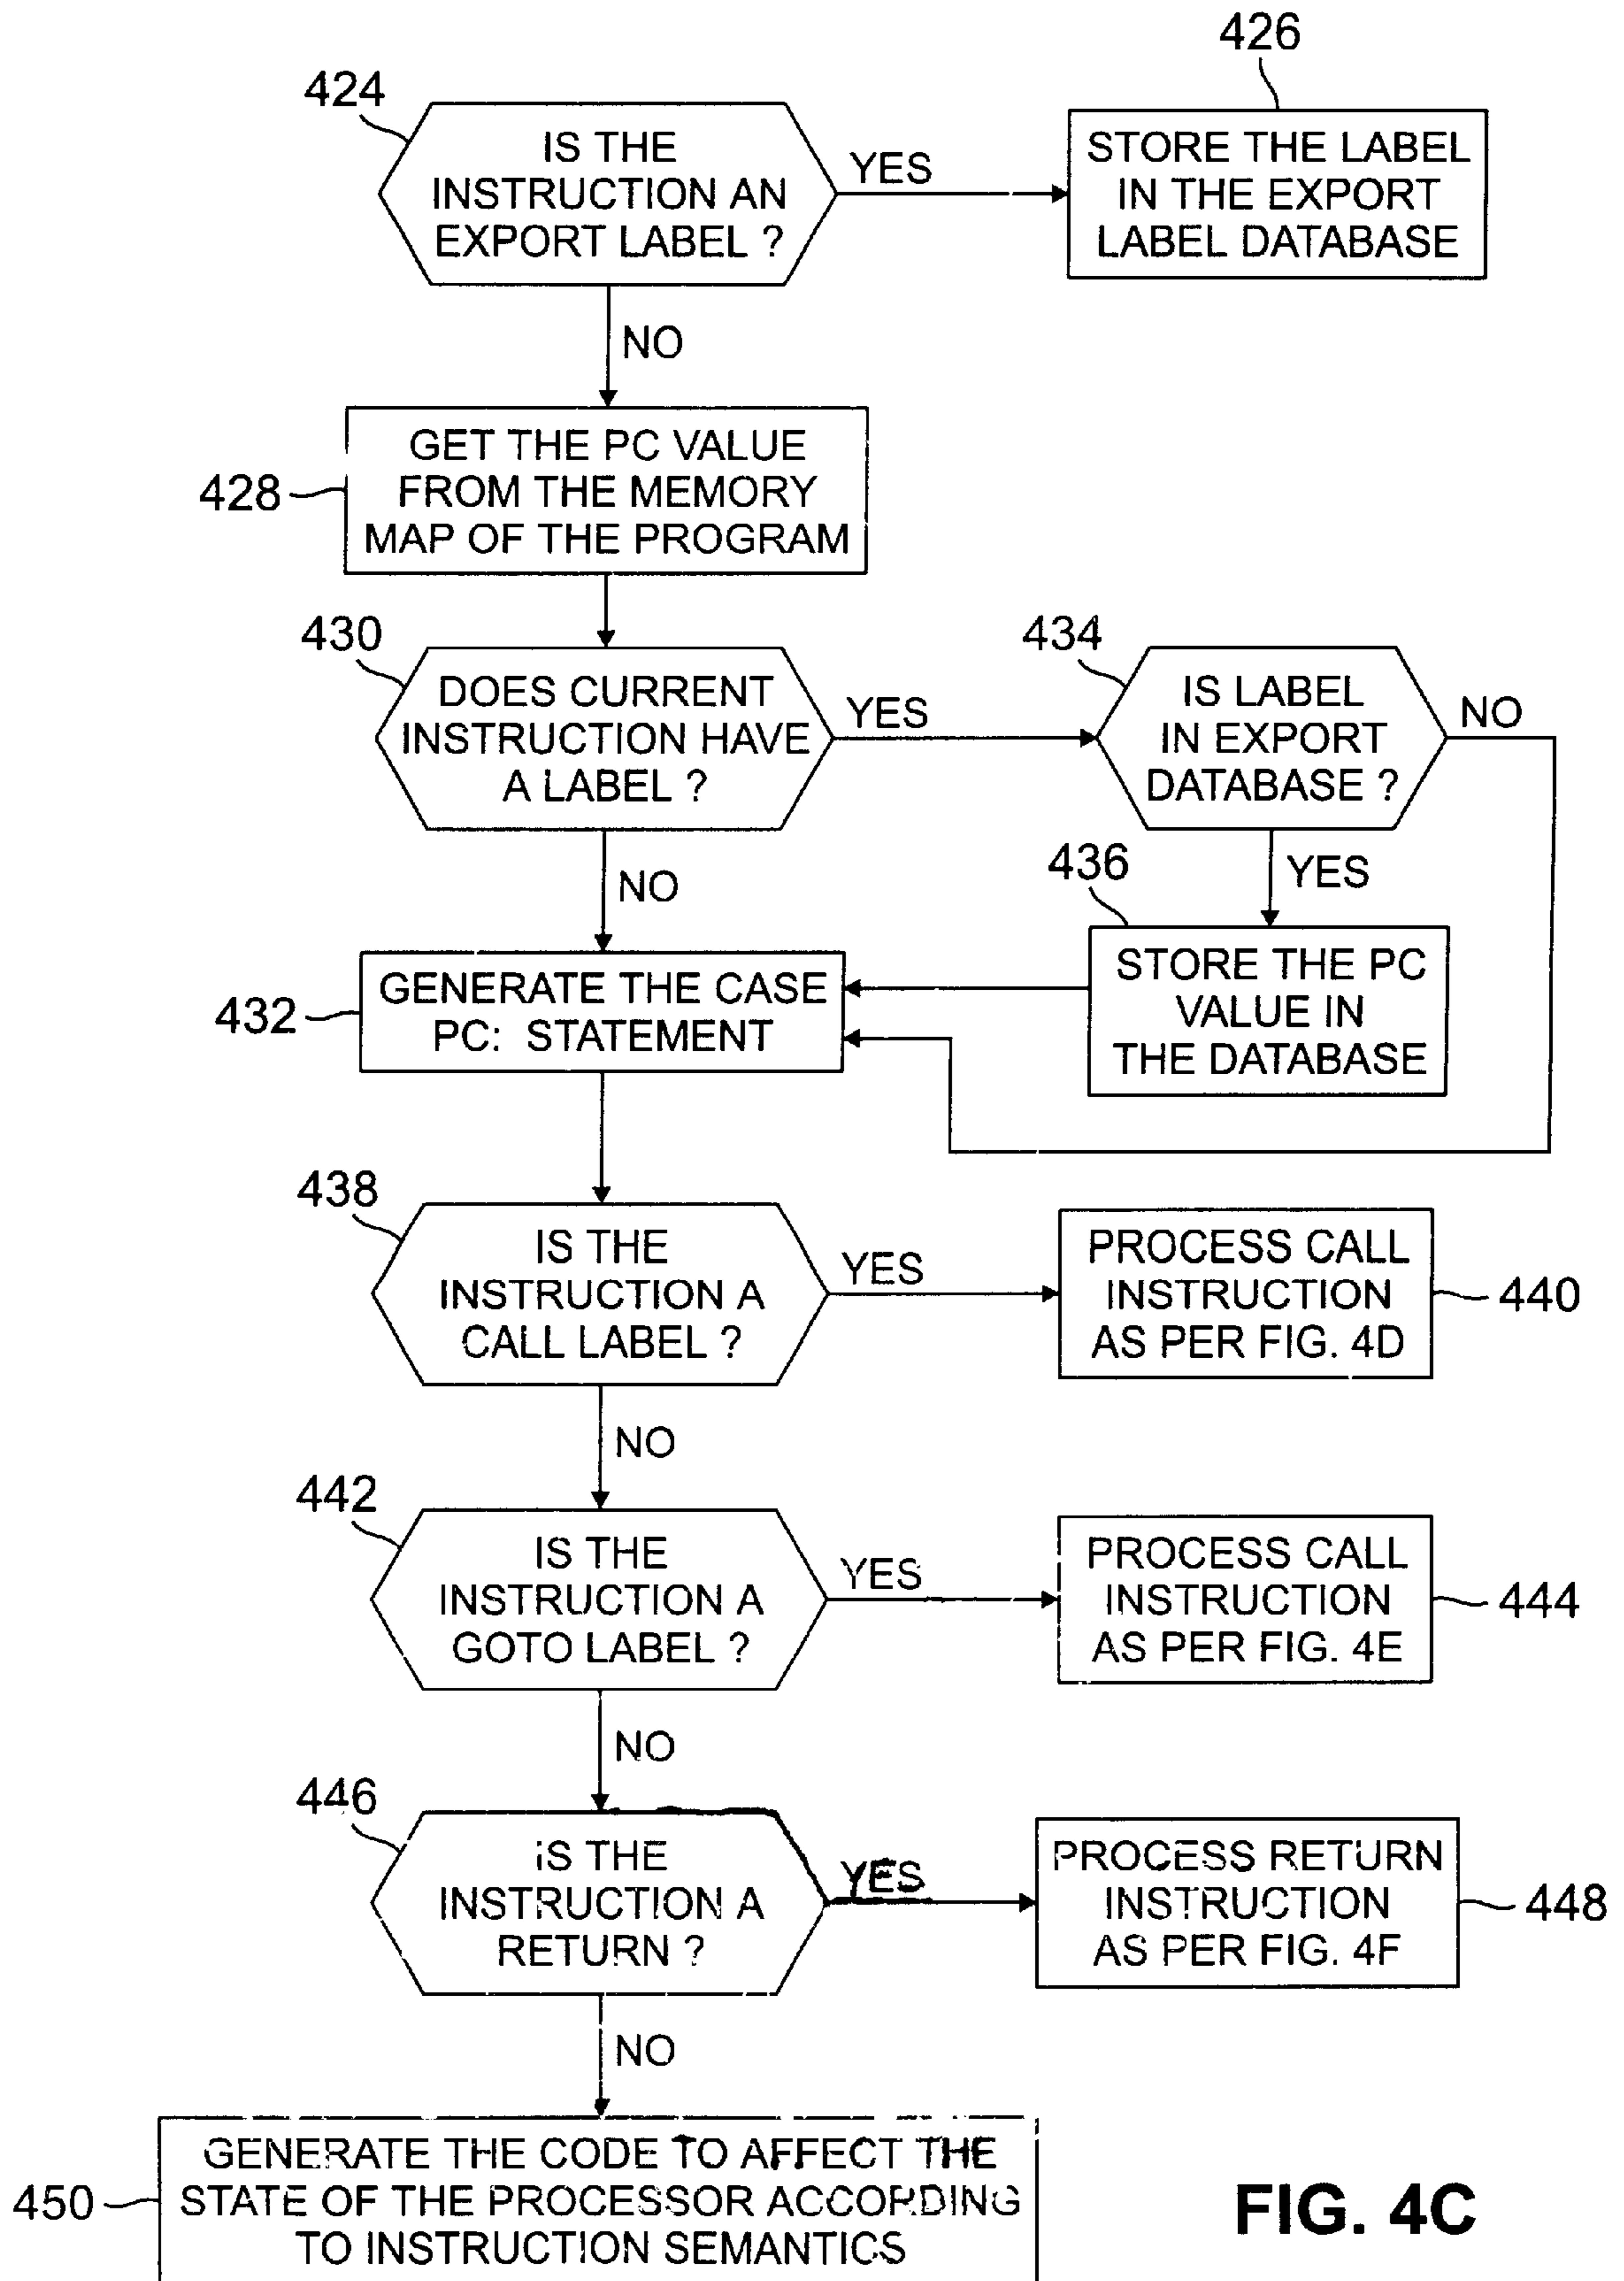 426
424
IS THE
INSTRUCTION AN
EXPORT LABEL ?
YES
STORE THE LABEL
IN THE EXPORT
LABEL DATABASE
NO
428
GET THE PC VALUE
FROM THE MEMORY
MAP OF THE PROGRAM
430
DOES CURRENT
INSTRUCTION HAVE
A LABEL ?
YES
434
IS LABEL
IN EXPORT
DATABASE ?
NO
NO
YES
436
STORE THE PC
VALUE IN
THE DATABASE
432
GENERATE THE CASE
PC: STATEMENT
438
IS THE
INSTRUCTION A
CALL LABEL ?
YES
PROCESS CALL
INSTRUCTION
AS PER FIG. 4D
440
NO
442
IS THE
INSTRUCTION A
GOTO LABEL ?
YES
PROCESS CALL
INSTRUCTION
AS PER FIG. 4E
444
NO
446
IS THE
INSTRUCTION A
RETURN ?
YES
PROCESS RETURN
INSTRUCTION
AS PER FIG. 4F
448
NO
450
GENERATE THE CODE TO AFFECT THE
STATE OF THE PROCESSOR ACCORDING
TO INSTRUCTION SEMANTICS
FIG. 4C